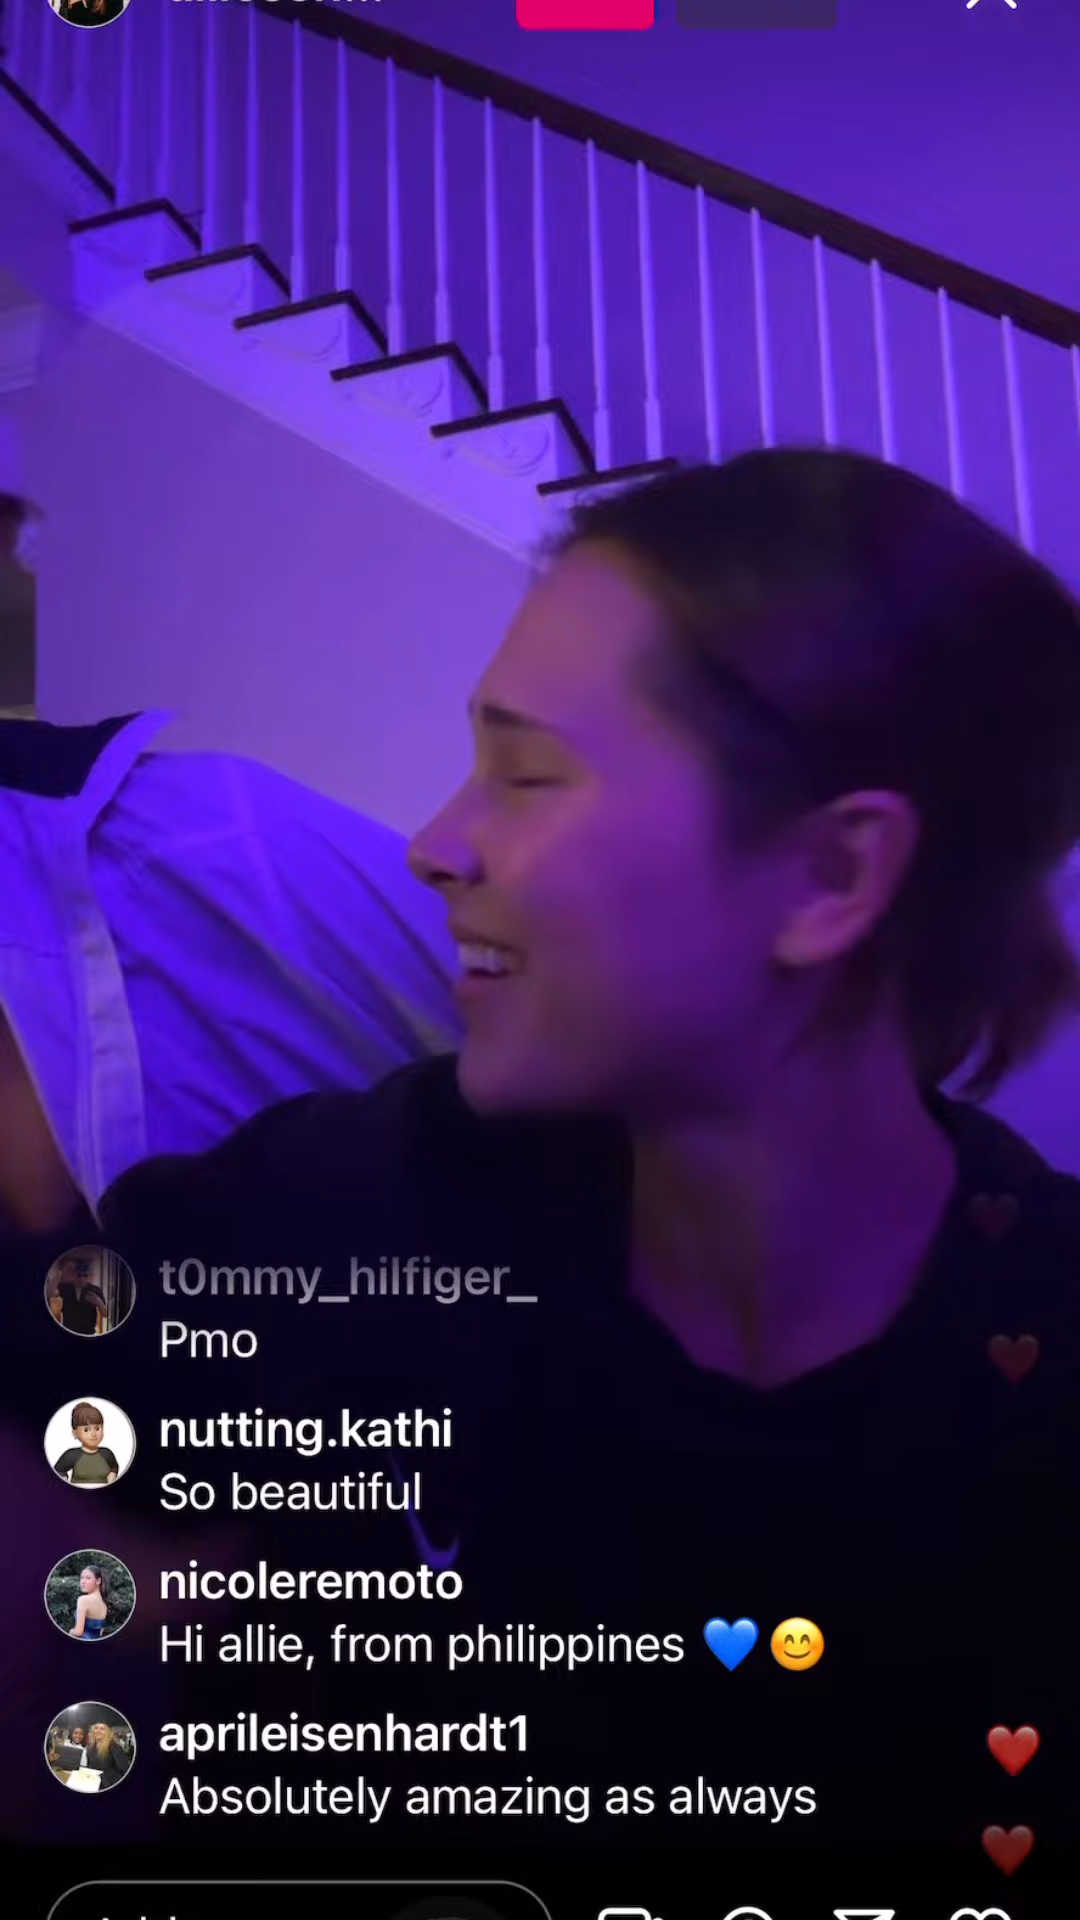 t0mmy_hilfiger_
Pmo
nutting.kathi
So beautiful
nicoleremoto
Hi allie, from philippines 💙😊
aprileisenhardt1
Absolutely amazing as always